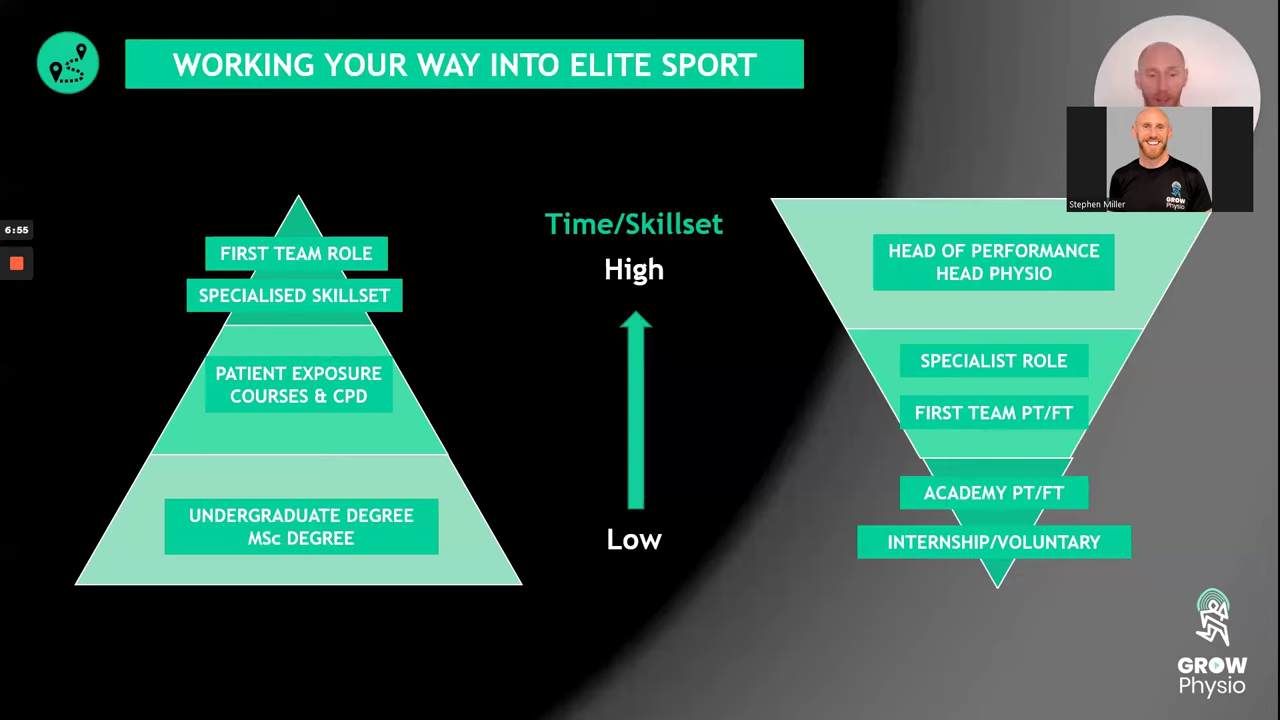 WORKING YOUR WAY INTO ELITE SPORT
Stephen Miller
GROW
Physio
6:55
FIRST TEAM ROLE
SPECIALISED SKILLSET
PATIENT EXPOSURE
COURSES & CPD
UNDERGRADUATE DEGREE
MSc DEGREE
Time/Skillset
High
Low
HEAD OF PERFORMANCE
HEAD PHYSIO
SPECIALIST ROLE
FIRST TEAM PT/FT
ACADEMY PT/FT
INTERNSHIP/VOLUNTARY
GROW
Physio